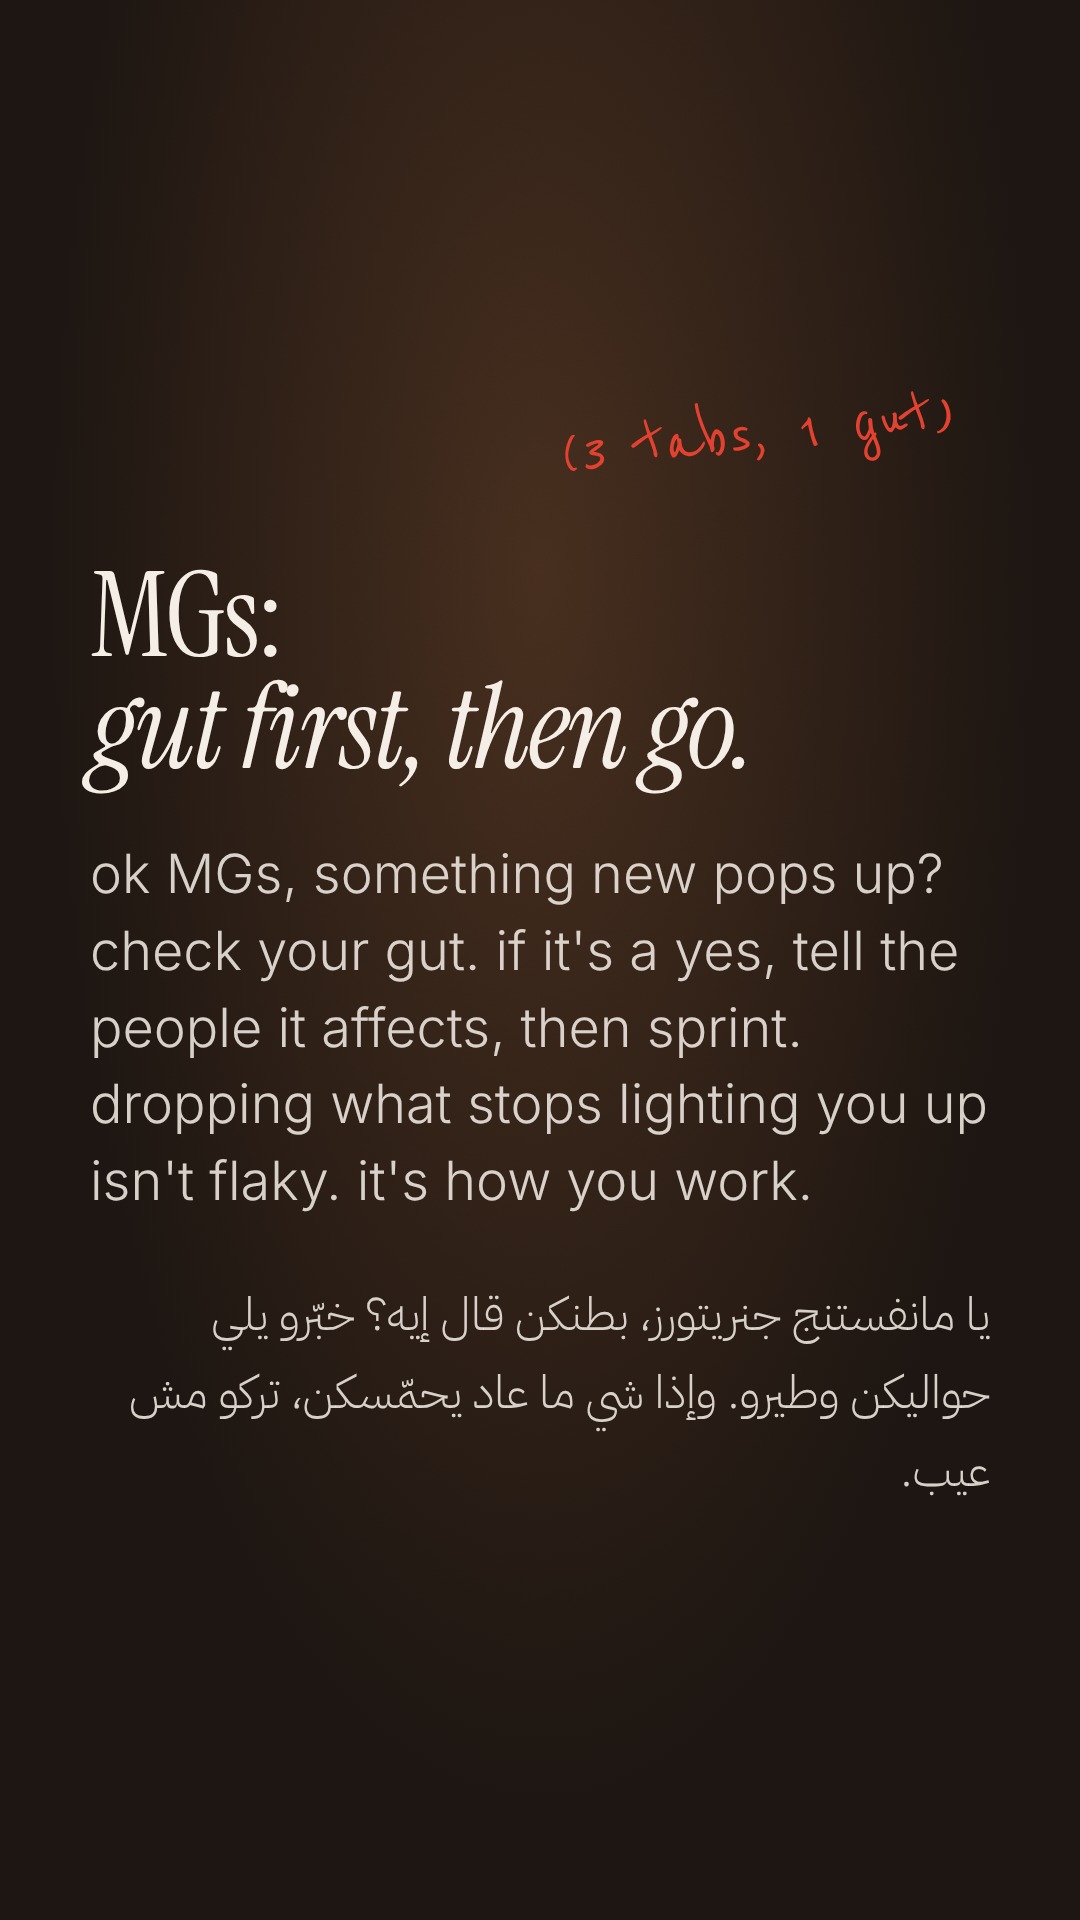 (3 tabs, 1 gut)
MGs:
gut first, then go.
ok MGs, something new pops up?
check your gut. if it's a yes, tell the
people it affects, then sprint.
dropping what stops lighting you up
isn't flaky. it's how you work.
يا مانفستنج جنريتورز، بطنكن قال إيه؟ خبّرو يلي
حواليكن وطيرو. وإذا شي ما عاد يحمّسكن، تركو مش
عيب.